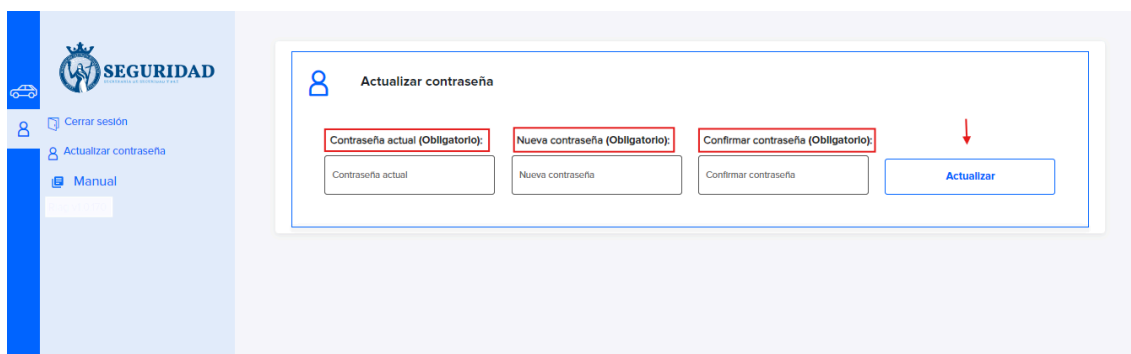 SEGURIDAD
Cerrar sesión
Actualizar contraseña
Manual
Actualizar contraseña
Contraseña actual (Obligatorio):
Nueva contraseña (Obligatorio):
Confirmar contraseña (Obligatorio):
Contraseña actual
Nueva contraseña
Confirmar contraseña
Actualizar